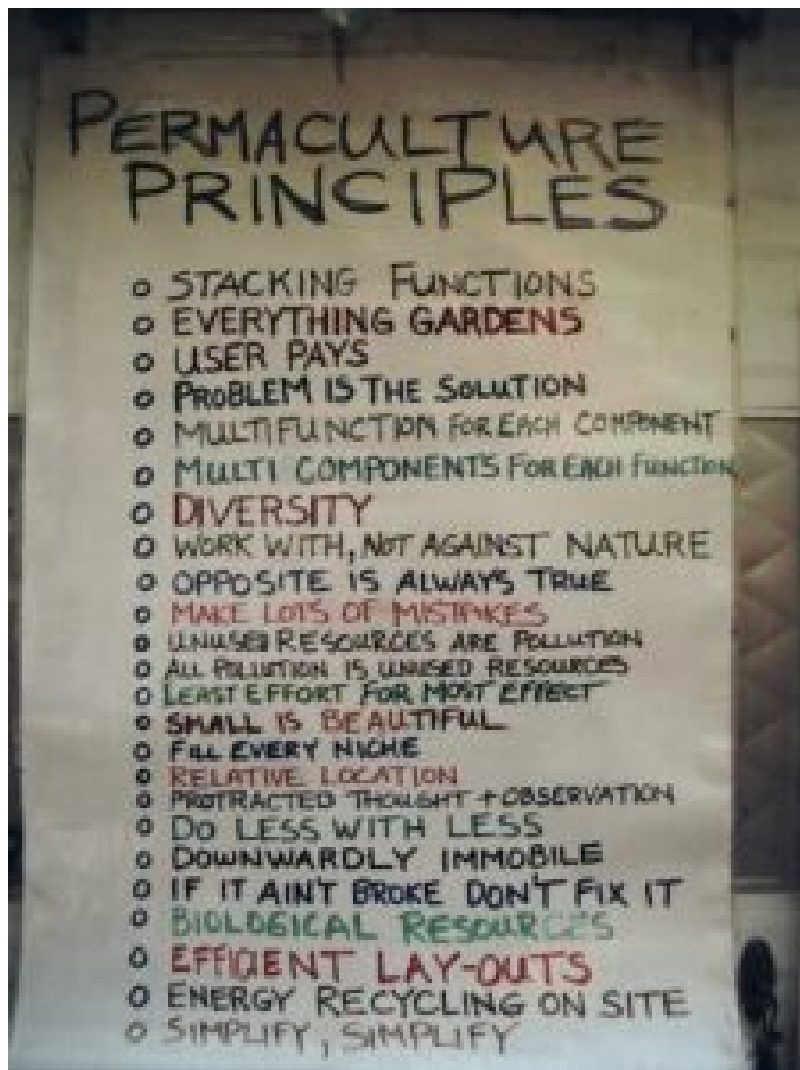 PERMACULTURE
PRINCIPLES
o STACKING FUNCTIONS
o EVERYTHING GARDENS
o USER PAYS
o PROBLEM IS THE SOLUTION
o MULTIFUNCTION FOR EACH COMPONENT
o MULTI COMPONENTS FOR EACH FUNCTION
o DIVERSITY
o WORK WITH, NOT AGAINST NATURE
o OPPOSITE IS ALWAYS TRUE
o MAKE LOTS OF MISTAKES
o UNUSED RESOURCES ARE POLLUTION
o ALL POLLUTION IS UNUSED RESOURCES
o LEAST EFFORT FOR MOST EFFECT
o SMALL IS BEAUTIFUL
o FILL EVERY NICHE
o RELATIVE LOCATION
o PROTRACTED THOUGHT + OBSERVATION
o DO LESS WITH LESS
o DOWNWARDLY IMMOBILE
o IF IT AIN'T BROKE DON'T FIX IT
o BIOLOGICAL RESOURCES
o EFFICIENT LAY-OUTS
o ENERGY RECYCLING ON SITE
o SIMPLIFY, SIMPLIFY